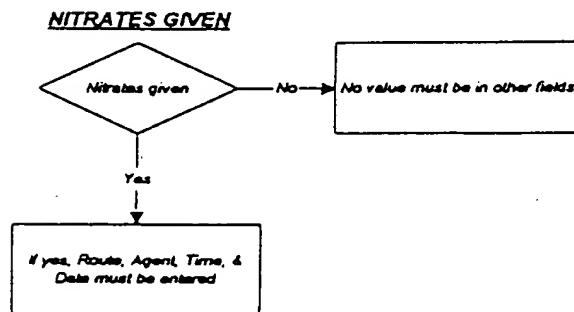 NITRATES GIVEN
Nitrates given
No
No value must be in other fields
Yes
If yes, Route, Agent, Time, &
Date must be entered